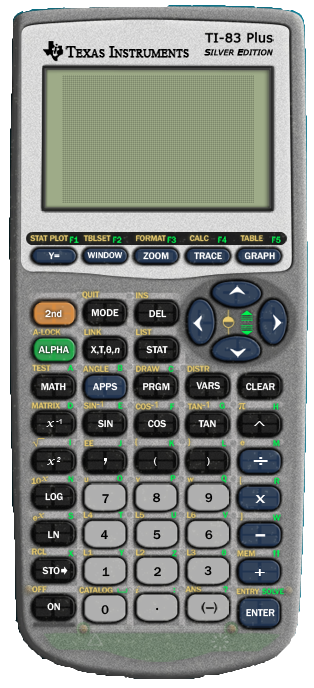 TI-83 Plus
TEXAS INSTRUMENTS SILVER EDITION
STAT PLOT F1 TBLSET F2 FORMAT F3 CALC F4 TABLE F5
Y= WINDOW ZOOM TRACE GRAPH
QUIT INS
2nd MODE DEL
A-LOCK LINK LIST
ALPHA X,T,θ,n STAT
TEST A ANGLE B DRAW C DISTR
MATH APPS PRGM VARS CLEAR
MATRIX D SIN⁻¹ E COS⁻¹ F TAN⁻¹ G π H
x⁻¹ SIN COS TAN ^
EE
x² , ( ) ÷
LOG 7 8 9 x
L4 L5 L6
LN 4 5 6 −
RCL L1 L2 L3 MEM
STO➔ 1 2 3 +
OFF CATALOG ANS ENTRY SOLVE
ON 0 . (−) ENTER